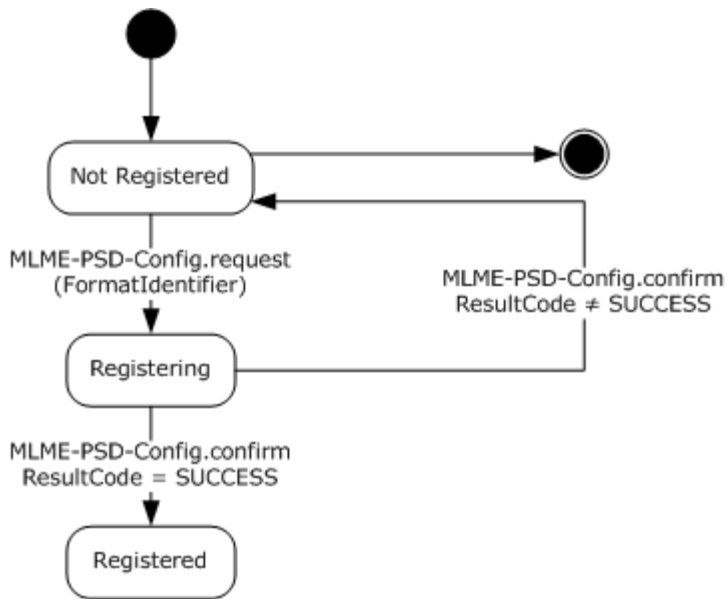 Not Registered
MLME-PSD-Config.request
(FormatIdentifier)
MLME-PSD-Config.confirm
ResultCode ≠ SUCCESS
Registering
MLME-PSD-Config.confirm
ResultCode = SUCCESS
Registered